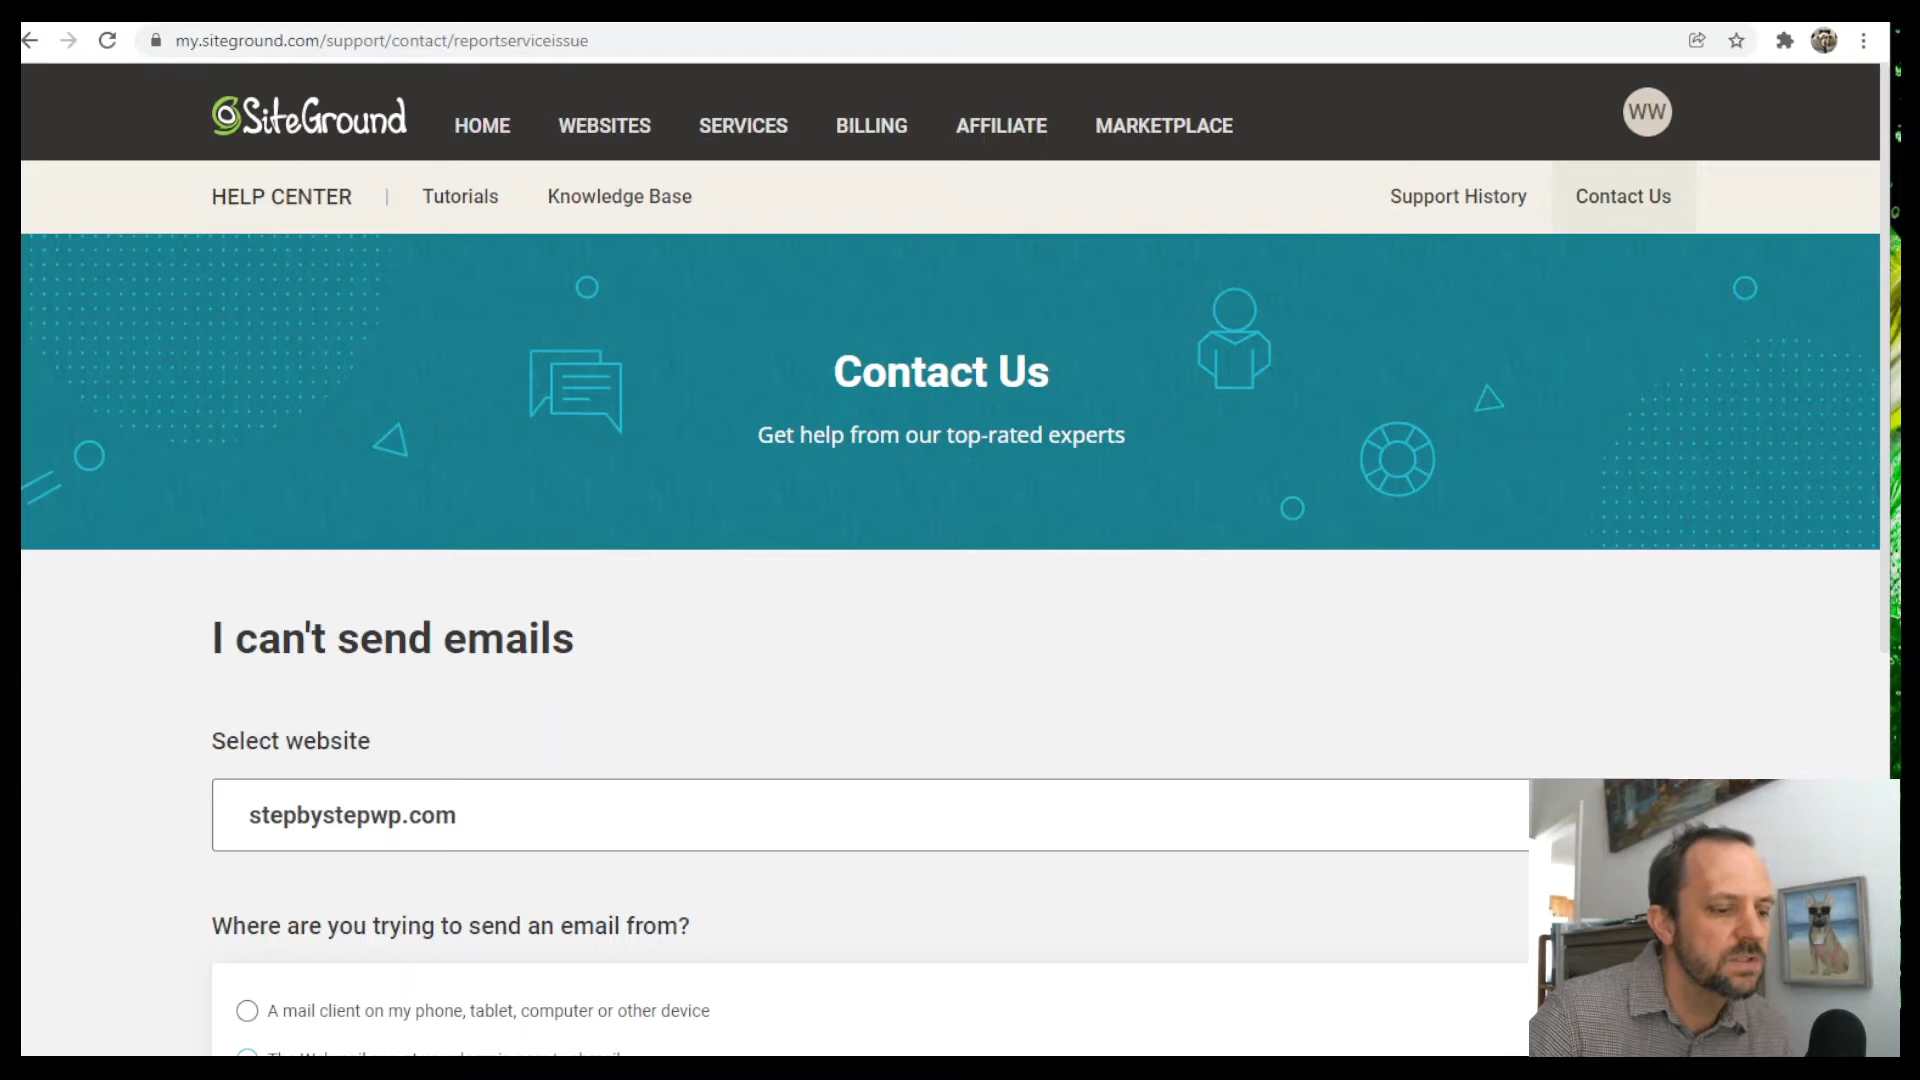 my.siteground.com/support/contact/reportserviceissue
SiteGround HOME WEBSITES SERVICES BILLING AFFILIATE MARKETPLACE WW
HELP CENTER | Tutorials Knowledge Base Support History Contact Us
Contact Us
Get help from our top-rated experts
I can't send emails
Select website
stepbystepwp.com
Where are you trying to send an email from?
A mail client on my phone, tablet, computer or other device